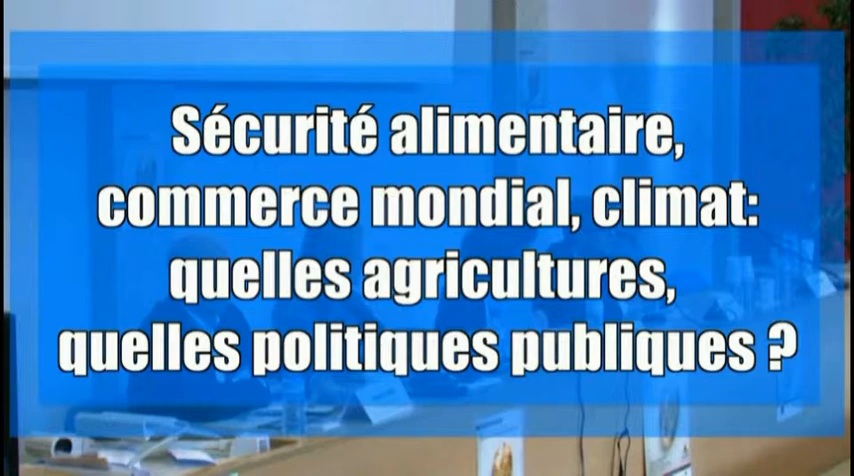 Sécurité alimentaire,
commerce mondial, climat:
quelles agricultures,
quelles politiques publiques ?